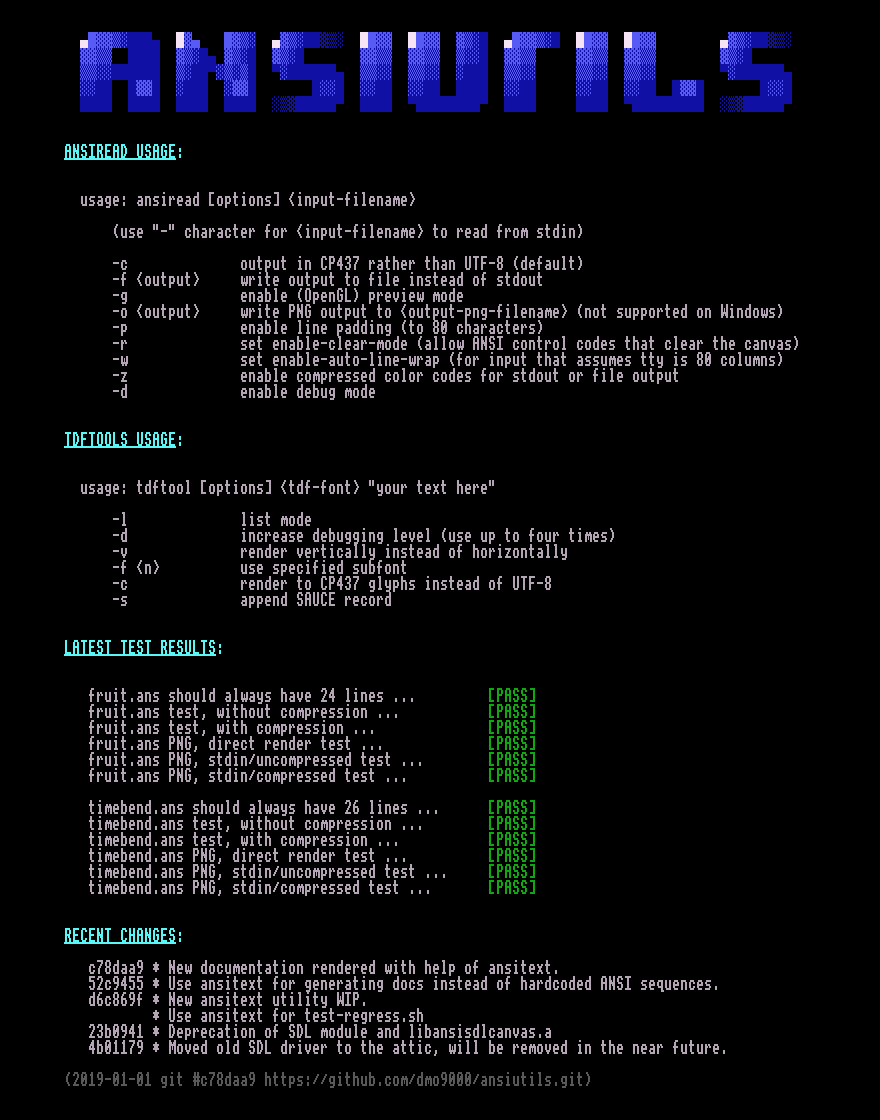 ANSIUTILS
ANSIREAD USAGE:
usage: ansiread [options] <input-filename>
(use "-" character for <input-filename> to read from stdin)
-c output in CP437 rather than UTF-8 (default)
-f <output> write output to file instead of stdout
-g enable (OpenGL) preview mode
-o <output> write PNG output to <output-png-filename> (not supported on Windows)
-p enable line padding (to 80 characters)
-r set enable-clear-mode (allow ANSI control codes that clear the canvas)
-w set enable-auto-line-wrap (for input that assumes tty is 80 columns)
-z enable compressed color codes for stdout or file output
-d enable debug mode
TDFTOOLS USAGE:
usage: tdftool [options] <tdf-font> "your text here"
-l list mode
-d increase debugging level (use up to four times)
-v render vertically instead of horizontally
-f <n> use specified subfont
-c render to CP437 glyphs instead of UTF-8
-s append SAUCE record
LATEST TEST RESULTS:
fruit.ans should always have 24 lines ... [PASS]
fruit.ans test, without compression ... [PASS]
fruit.ans test, with compression ... [PASS]
fruit.ans PNG, direct render test ... [PASS]
fruit.ans PNG, stdin/uncompressed test ... [PASS]
fruit.ans PNG, stdin/compressed test ... [PASS]
timebend.ans should always have 26 lines ... [PASS]
timebend.ans test, without compression ... [PASS]
timebend.ans test, with compression ... [PASS]
timebend.ans PNG, direct render test ... [PASS]
timebend.ans PNG, stdin/uncompressed test ... [PASS]
timebend.ans PNG, stdin/compressed test ... [PASS]
RECENT CHANGES:
c78daa9 * New documentation rendered with help of ansitext.
52c9455 * Use ansitext for generating docs instead of hardcoded ANSI sequences.
d6c869f * New ansitext utility WIP.
* Use ansitext for test-regress.sh
23b0941 * Deprecation of SDL module and libansisdlcanvas.a
4b01179 * Moved old SDL driver to the attic, will be removed in the near future.
(2019-01-01 git #c78daa9 https://github.com/dmo9000/ansiutils.git)